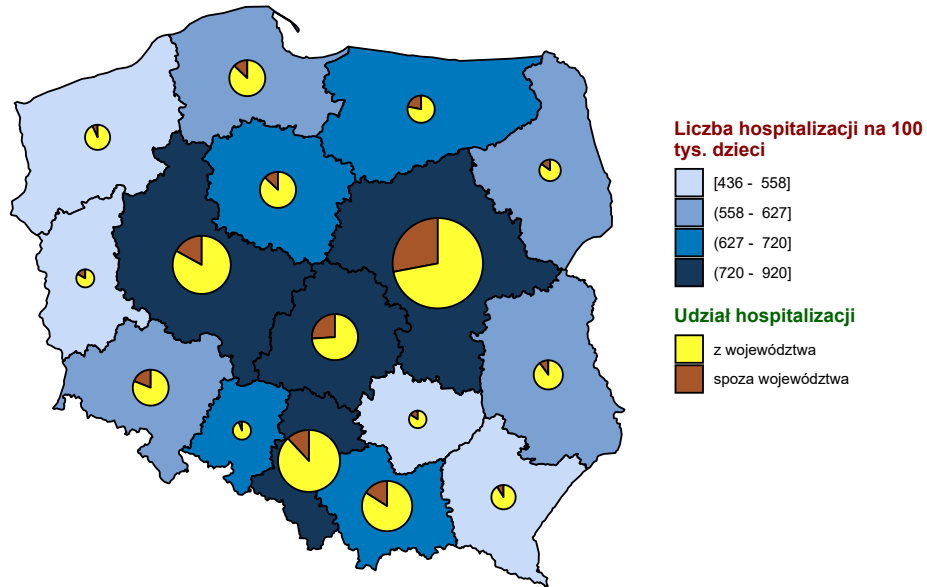 Liczba hospitalizacji na 100
tys. dzieci
[436 - 558]
(558 - 627]
(627 - 720]
(720 - 920]
Udział hospitalizacji
z województwa
spoza województwa